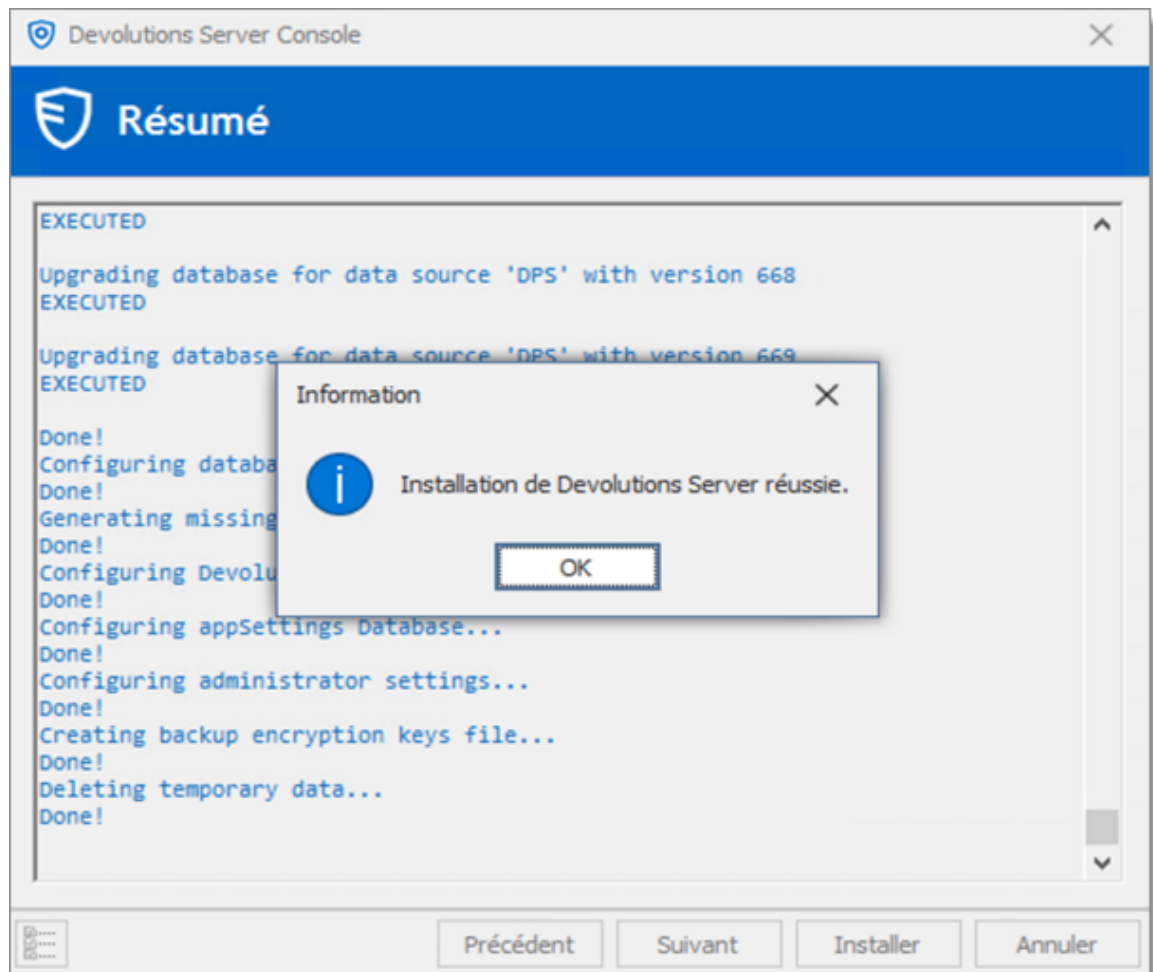 Devolutions Server Console
Résumé
EXECUTED
Upgrading database for data source 'DPS' with version 668
EXECUTED
Upgrading database for data source 'DPS' with version 669
EXECUTED
Done!
Configuring databa
Done!
Generating missing
Done!
Configuring Devolu
Done!
Configuring appSettings Database...
Done!
Configuring administrator settings...
Done!
Creating backup encryption keys file...
Done!
Deleting temporary data...
Done!
Information
Installation de Devolutions Server réussie.
OK
Précédent
Suivant
Installer
Annuler